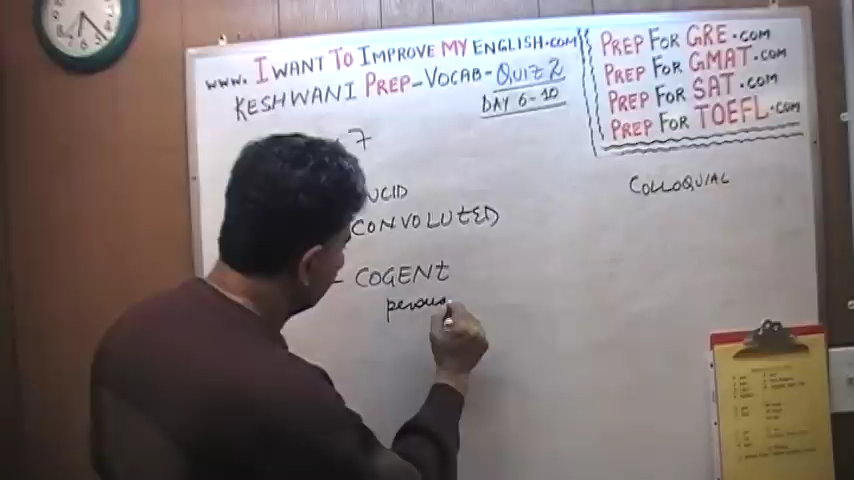 www. I WANT TO IMPROVE MY ENGLISH.COM
KESHWANI PREP-VOCAB-QUIZ 2
DAY 6-10
PREP FOR GRE.COM
PREP FOR GMAT.COM
PREP FOR SAT.COM
PREP FOR TOEFL.COM
7
UCID
CONVOLUTED
- COGENT
COLLOQUIAL